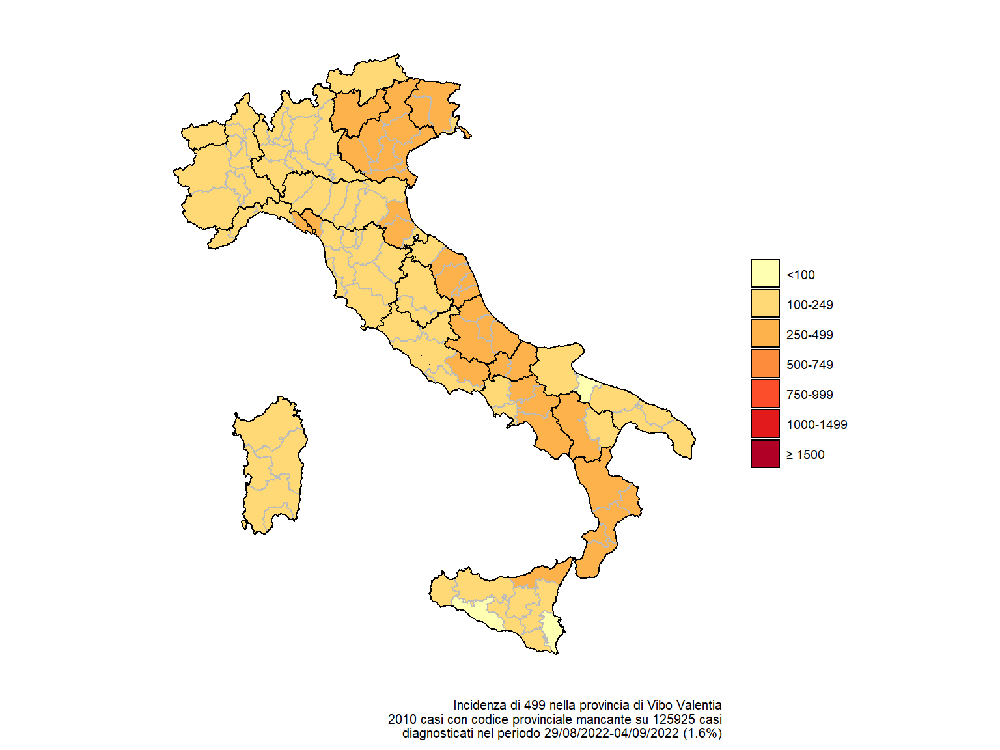 <100
100-249
250-499
500-749
750-999
1000-1499
≥ 1500
Incidenza di 499 nella provincia di Vibo Valentia
2010 casi con codice provinciale mancante su 125925 casi
diagnosticati nel periodo 29/08/2022-04/09/2022 (1.6%)